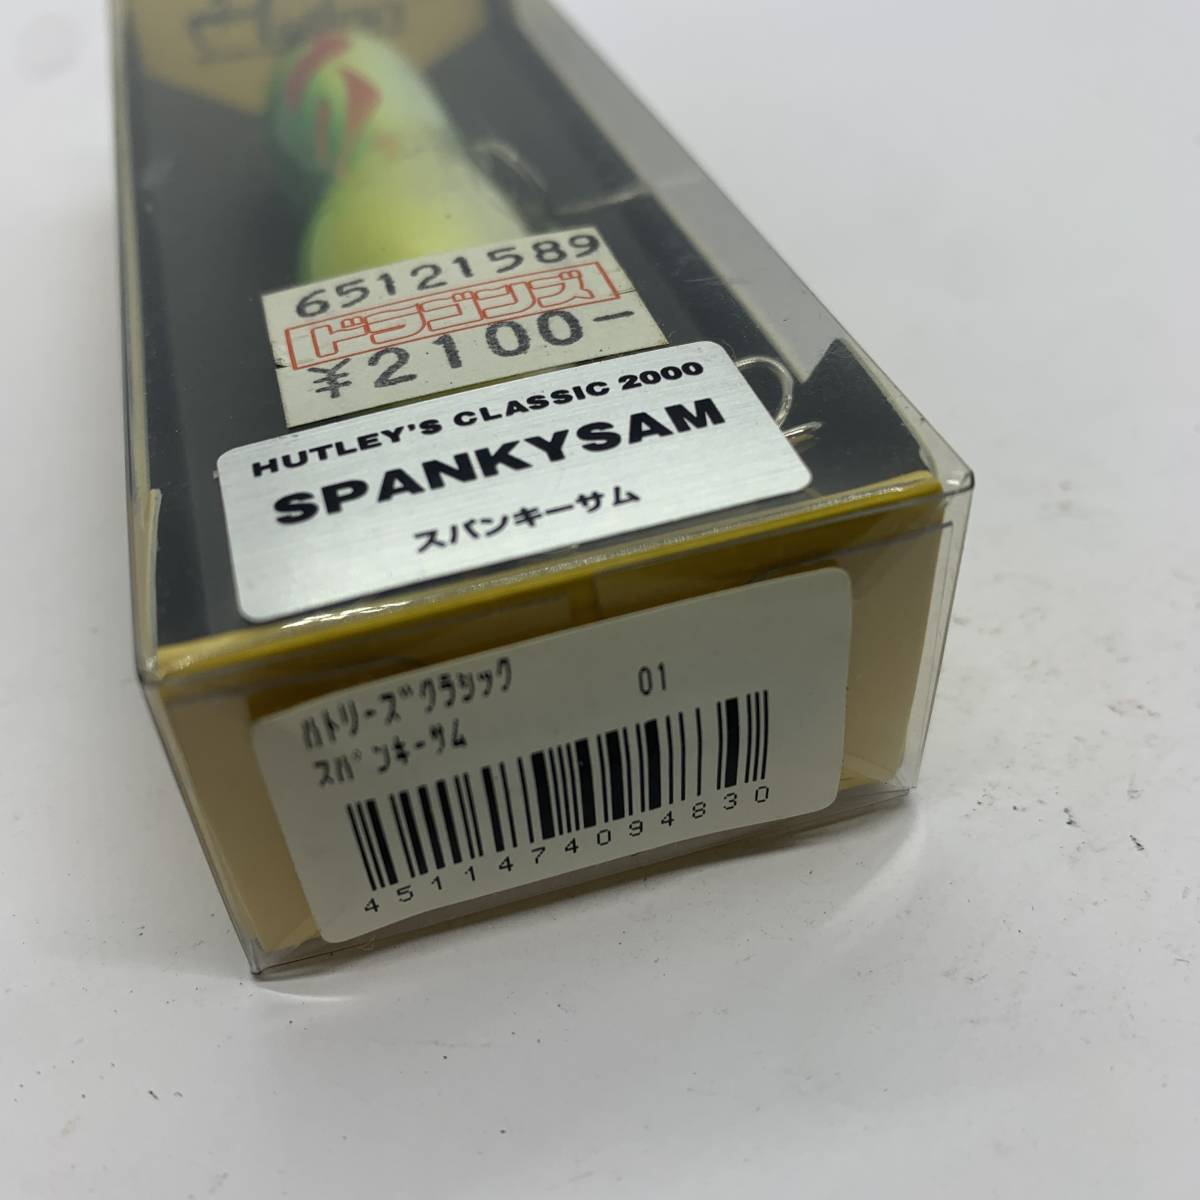 65121589
ドラゴンズ
¥2100-
HUTLEY'S CLASSIC 2000
SPANKYSAM
スパンキーサム
ハトリーズクラシック 01
スパンキーサム
4511474094830